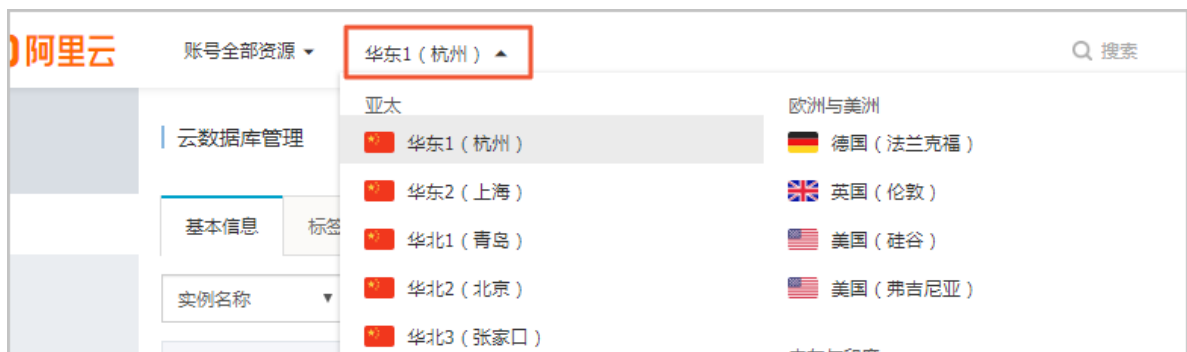 阿里云
账号全部资源
华东1（杭州）
搜索
云数据库管理
基本信息
标签
实例名称
亚太
华东1（杭州）
华东2（上海）
华北1（青岛）
华北2（北京）
华北3（张家口）
欧洲与美洲
德国（法兰克福）
英国（伦敦）
美国（硅谷）
美国（弗吉尼亚）